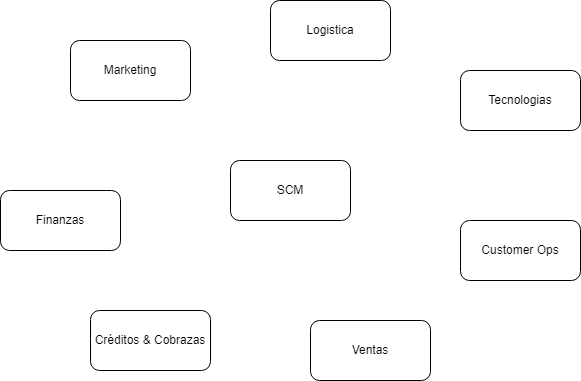 Logistica
Marketing
Tecnologias
SCM
Finanzas
Customer Ops
Créditos & Cobrazas
Ventas